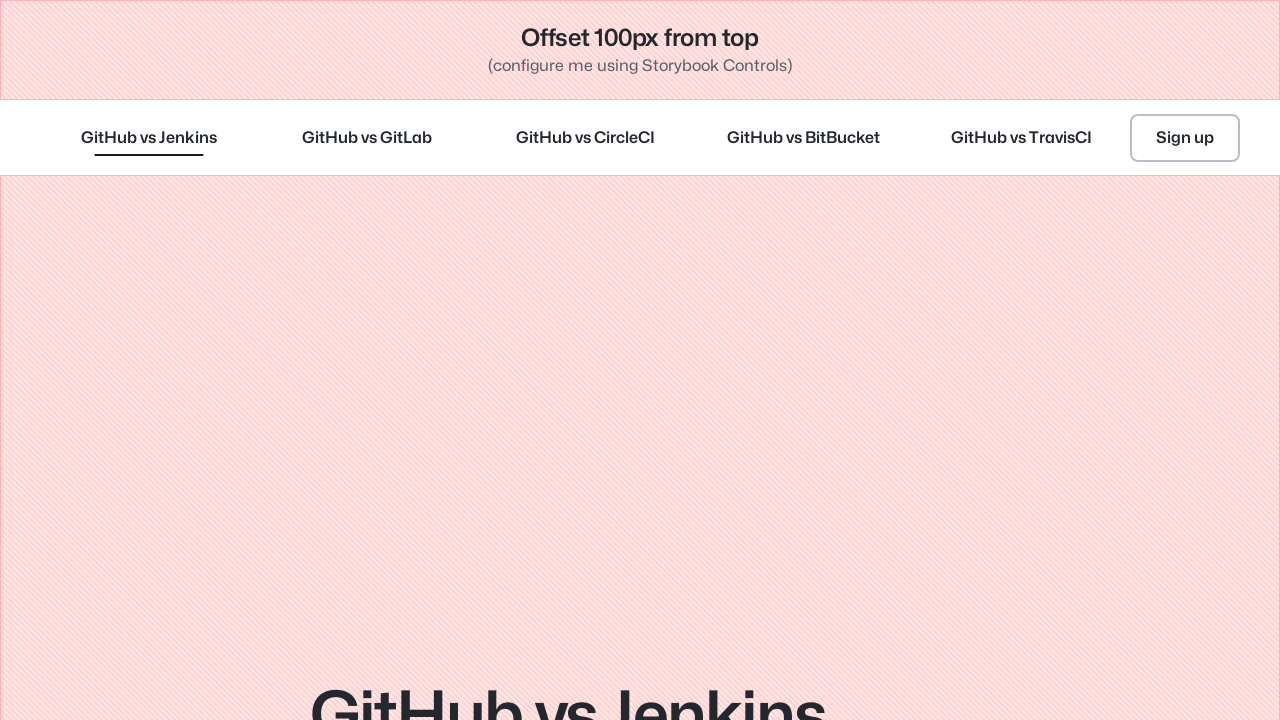 Offset 100px from top
(configure me using Storybook Controls)
GitHub vs Jenkins
GitHub vs GitLab
GitHub vs CircleCI
GitHub vs BitBucket
GitHub vs TravisCI
Sign up
GitHub vs Jenkins